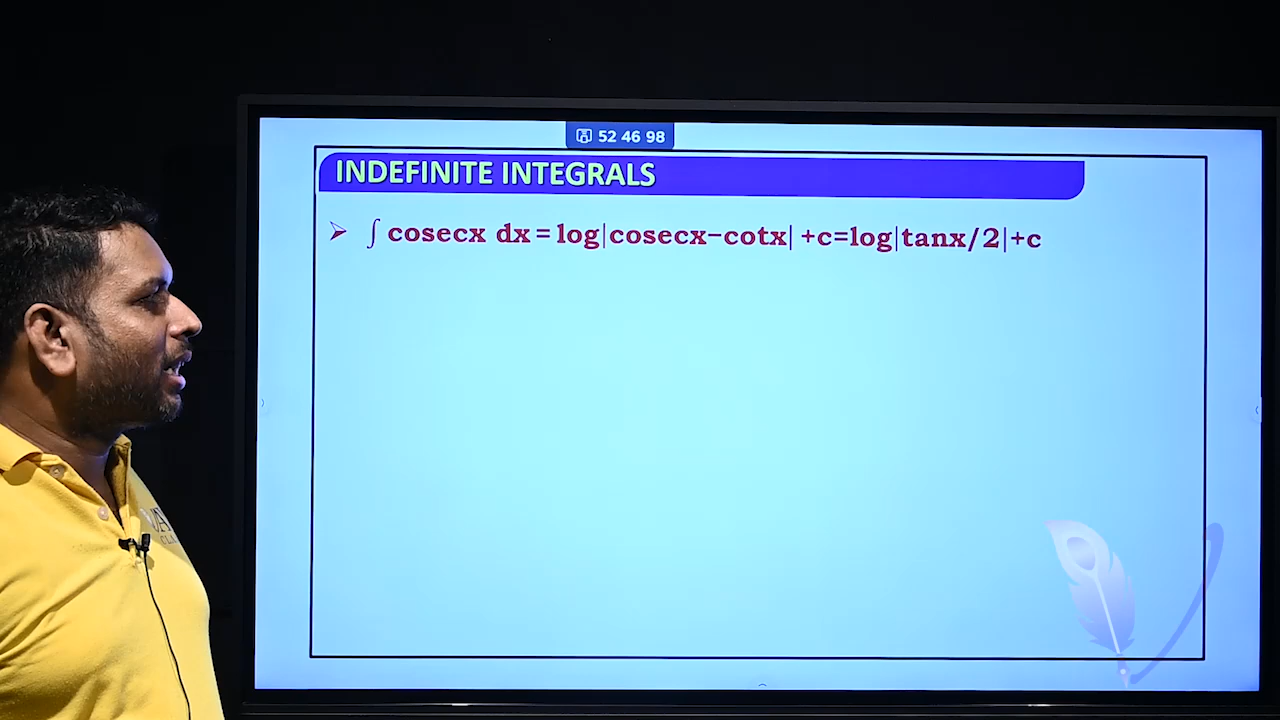 52 46 98
INDEFINITE INTEGRALS
➢ ∫ cosecx dx = log|cosecx−cotx| +c=log|tanx/2|+c